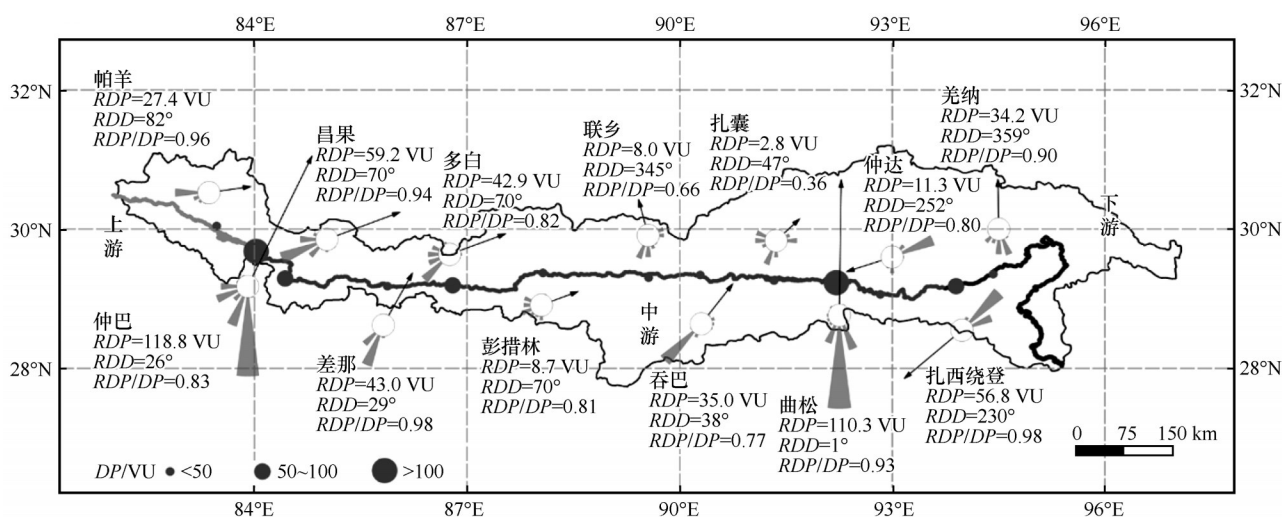 84°E 87°E 90°E 93°E 96°E
32°N
30°N
28°N
32°N
30°N
28°N
帕羊
RDP=27.4 VU
RDD=82°
RDP/DP=0.96
昌果
RDP=59.2 VU
RDD=70°
RDP/DP=0.94
多白
RDP=42.9 VU
RDD=70°
RDP/DP=0.82
联乡
RDP=8.0 VU
RDD=345°
RDP/DP=0.66
扎囊
RDP=2.8 VU
RDD=47°
RDP/DP=0.36
仲达
RDP=11.3 VU
RDD=252°
RDP/DP=0.80
羌纳
RDP=34.2 VU
RDD=359°
RDP/DP=0.90
上游
中游
下游
仲巴
RDP=118.8 VU
RDD=26°
RDP/DP=0.83
差那
RDP=43.0 VU
RDD=29°
RDP/DP=0.98
彭措林
RDP=8.7 VU
RDD=70°
RDP/DP=0.81
吞巴
RDP=35.0 VU
RDD=38°
RDP/DP=0.77
曲松
RDP=110.3 VU
RDD=1°
RDP/DP=0.93
扎西绕登
RDP=56.8 VU
RDD=230°
RDP/DP=0.98
0 75 150 km
DP/VU <50 50~100 >100
84°E 87°E 90°E 93°E 96°E